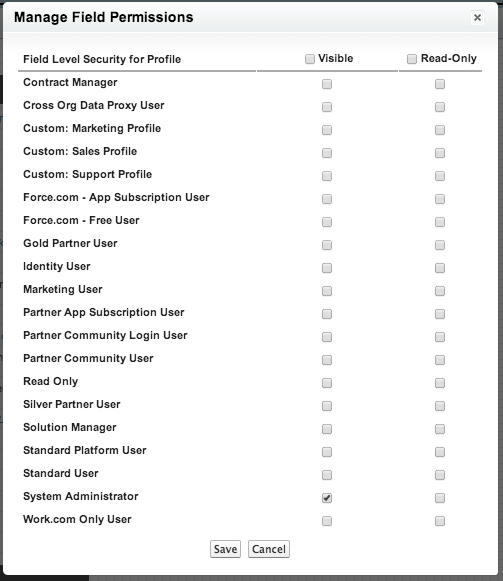 Manage Field Permissions
Field Level Security for Profile Visible Read-Only
Contract Manager
Cross Org Data Proxy User
Custom: Marketing Profile
Custom: Sales Profile
Custom: Support Profile
Force.com - App Subscription User
Force.com - Free User
Gold Partner User
Identity User
Marketing User
Partner App Subscription User
Partner Community Login User
Partner Community User
Read Only
Silver Partner User
Solution Manager
Standard Platform User
Standard User
System Administrator
Work.com Only User
Save Cancel